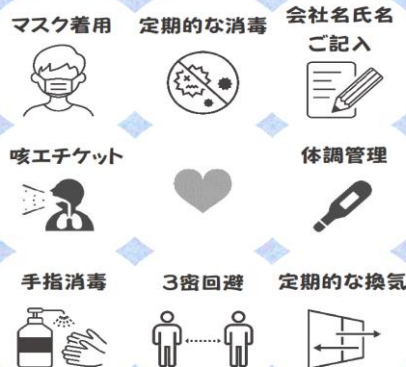 マスク着用
定期的な消毒
会社名氏名
ご記入
咳エチケット
体調管理
手指消毒
3密回避
定期的な換気